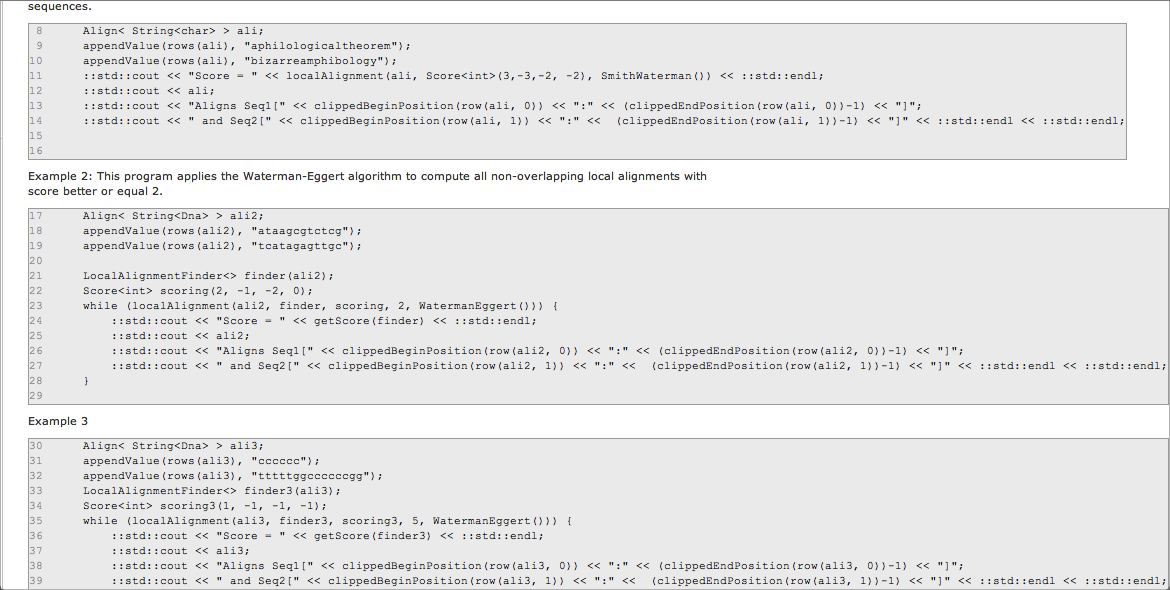 sequences.
8 Align< String<char> > ali;
9 appendValue(rows(ali), "aphilologicaltheorem");
10 appendValue(rows(ali), "bizarreamphibology");
11 ::std::cout << "Score = " << localAlignment(ali, Score<int>(3,-3,-2, -2), SmithWaterman()) << ::std::endl;
12 ::std::cout << ali;
13 ::std::cout << "Aligns Seq1[" << clippedBeginPosition(row(ali, 0)) << ":" << (clippedEndPosition(row(ali, 0))-1) << "]";
14 ::std::cout << " and Seq2[" << clippedBeginPosition(row(ali, 1)) << ":" <<  (clippedEndPosition(row(ali, 1))-1) << "]" << ::std::endl << ::std::endl;
15
16
Example 2: This program applies the Waterman-Eggert algorithm to compute all non-overlapping local alignments with
score better or equal 2.
17 Align< String<Dna> > ali2;
18 appendValue(rows(ali2), "ataagcgtctcg");
19 appendValue(rows(ali2), "tcatagagttgc");
20
21 LocalAlignmentFinder<> finder(ali2);
22 Score<int> scoring(2, -1, -2, 0);
23 while (localAlignment(ali2, finder, scoring, 2, WatermanEggert())) {
24 ::std::cout << "Score = " << getScore(finder) << ::std::endl;
25 ::std::cout << ali2;
26 ::std::cout << "Aligns Seq1[" << clippedBeginPosition(row(ali2, 0)) << ":" << (clippedEndPosition(row(ali2, 0))-1) << "]";
27 ::std::cout << " and Seq2[" << clippedBeginPosition(row(ali2, 1)) << ":" <<  (clippedEndPosition(row(ali2, 1))-1) << "]" << ::std::endl << ::std::endl;
28 }
29
Example 3
30 Align< String<Dna> > ali3;
31 appendValue(rows(ali3), "cccccc");
32 appendValue(rows(ali3), "tttttggccccccgg");
33 LocalAlignmentFinder<> finder3(ali3);
34 Score<int> scoring3(1, -1, -1, -1);
35 while (localAlignment(ali3, finder3, scoring3, 5, WatermanEggert())) {
36 ::std::cout << "Score = " << getScore(finder3) << ::std::endl;
37 ::std::cout << ali3;
38 ::std::cout << "Aligns Seq1[" << clippedBeginPosition(row(ali3, 0)) << ":" << (clippedEndPosition(row(ali3, 0))-1) << "]";
39 ::std::cout << " and Seq2[" << clippedBeginPosition(row(ali3, 1)) << ":" <<  (clippedEndPosition(row(ali3, 1))-1) << "]" << ::std::endl << ::std::endl;